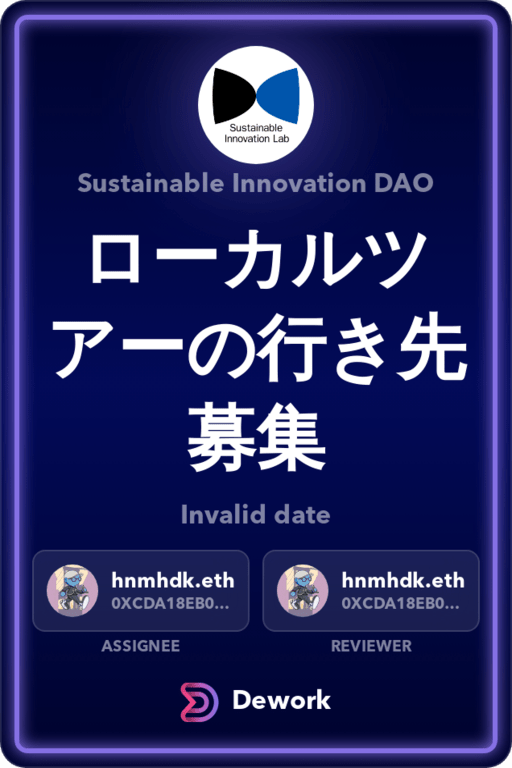 Sustainable
Innovation Lab
Sustainable Innovation DAO
ローカルツ
アーの行き先
募集
Invalid date
hnmhdk.eth
0XCDA18EB0...
ASSIGNEE
hnmhdk.eth
0XCDA18EB0...
REVIEWER
Dework